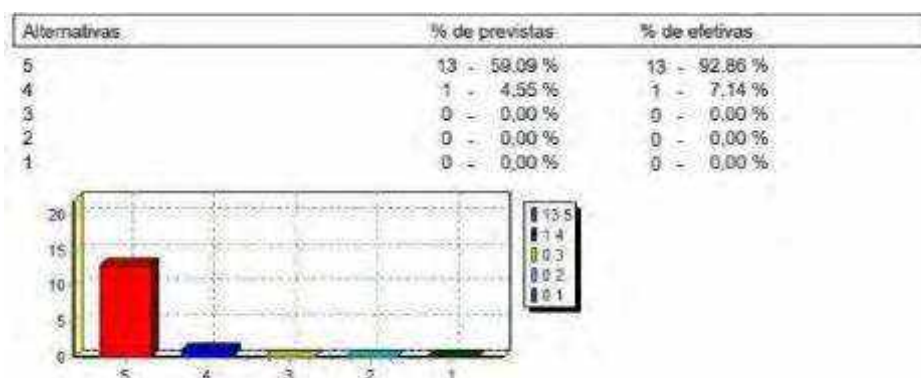 Alternativas % de previstas % de efetivas
5 13 - 59.09 % 13 - 92.86 %
4 1 - 4.55 % 1 - 7.14 %
3 0 - 0,00 % 0 - 0,00 %
2 0 - 0,00 % 0 - 0,00 %
1 0 - 0,00 % 0 - 0,00 %
20
15
10
5
0
5 4 3 2 1
13 5
1 4
0 3
0 2
0 1